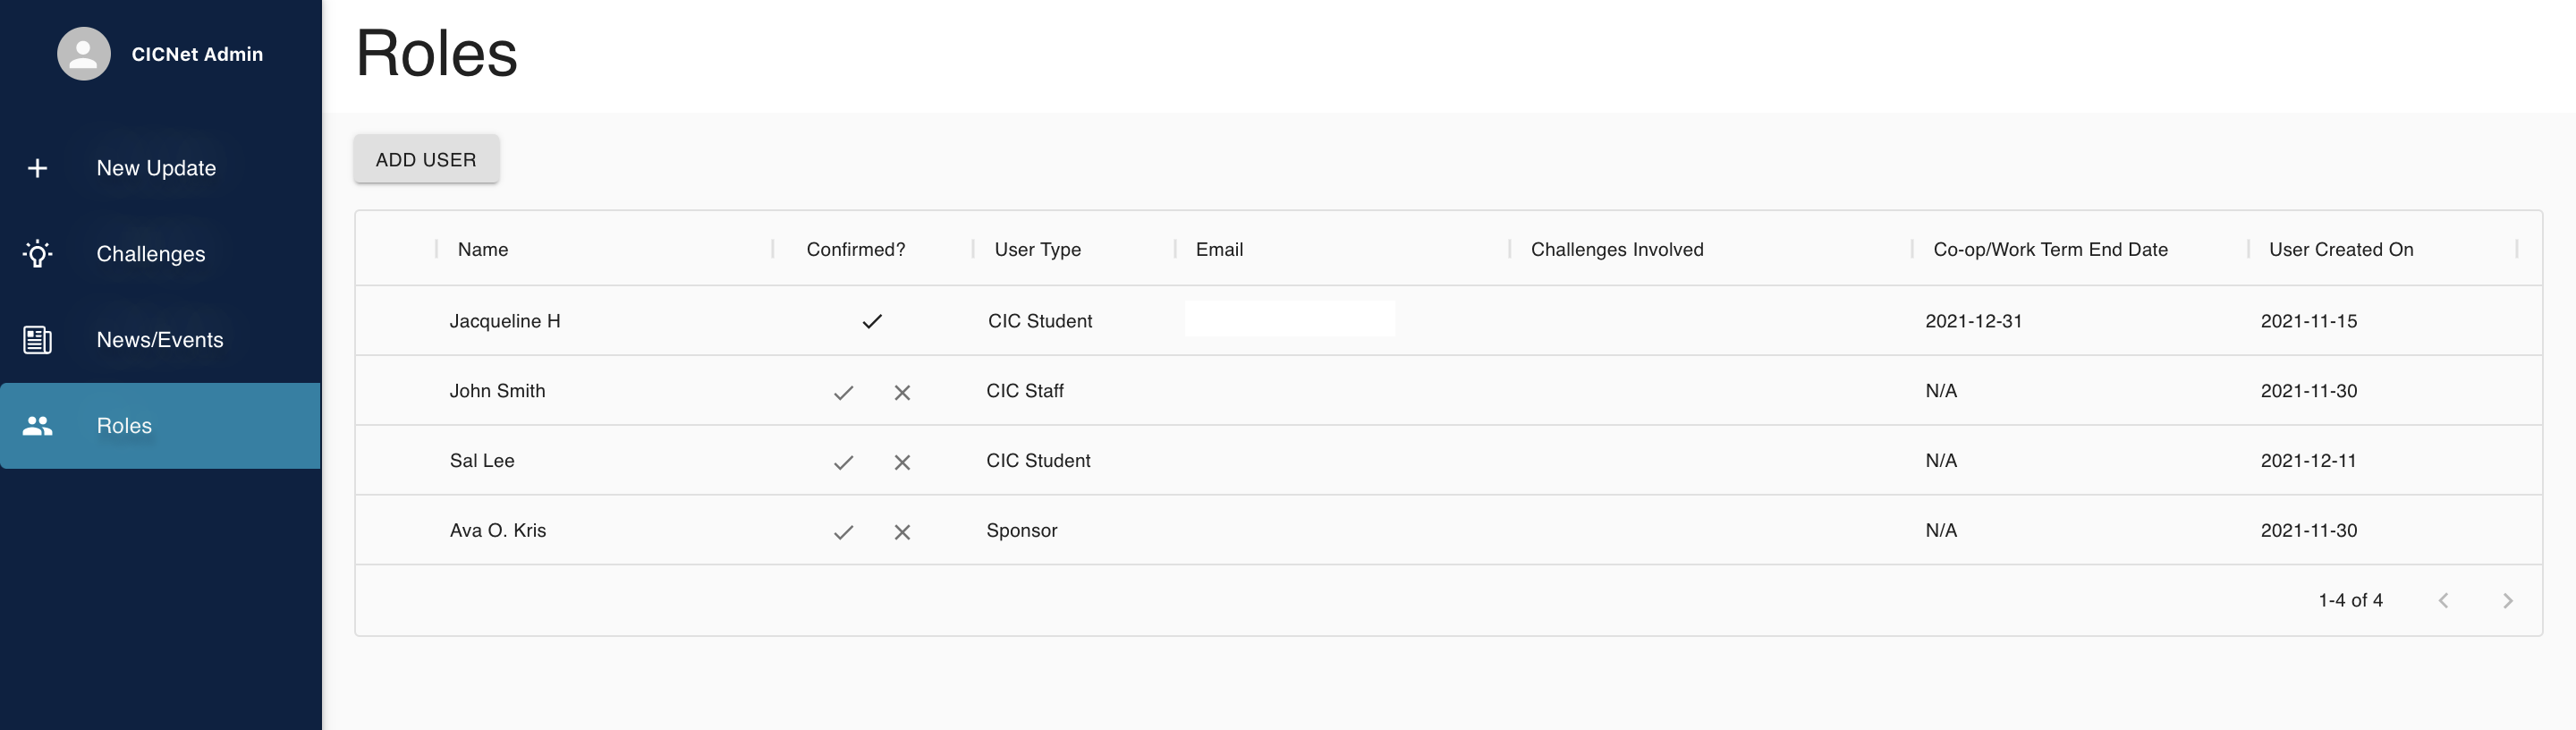 CICNet Admin
New Update
Challenges
News/Events
Roles
Roles
ADD USER
Name Confirmed? User Type Email Challenges Involved Co-op/Work Term End Date User Created On
Jacqueline H CIC Student 2021-12-31 2021-11-15
John Smith CIC Staff N/A 2021-11-30
Sal Lee CIC Student N/A 2021-12-11
Ava O. Kris Sponsor N/A 2021-11-30
1-4 of 4